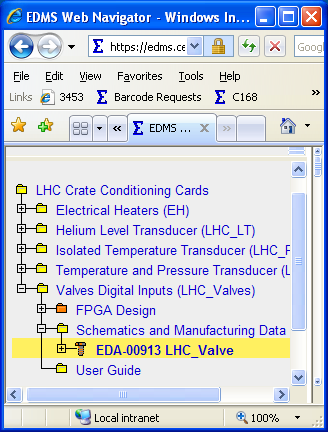 EDMS Web Navigator - Windows In...
https://edms.ce
File Edit View Favorites Tools Help
Links 3453 Barcode Requests C168
EDMS ...
LHC Crate Conditioning Cards
Electrical Heaters (EH)
Helium Level Transducer (LHC_LT)
Isolated Temperature Transducer (LHC_
Temperature and Pressure Transducer (L
Valves Digital Inputs (LHC_Valves)
FPGA Design
Schematics and Manufacturing Data
EDA-00913 LHC_Valve
User Guide
Local intranet 100%